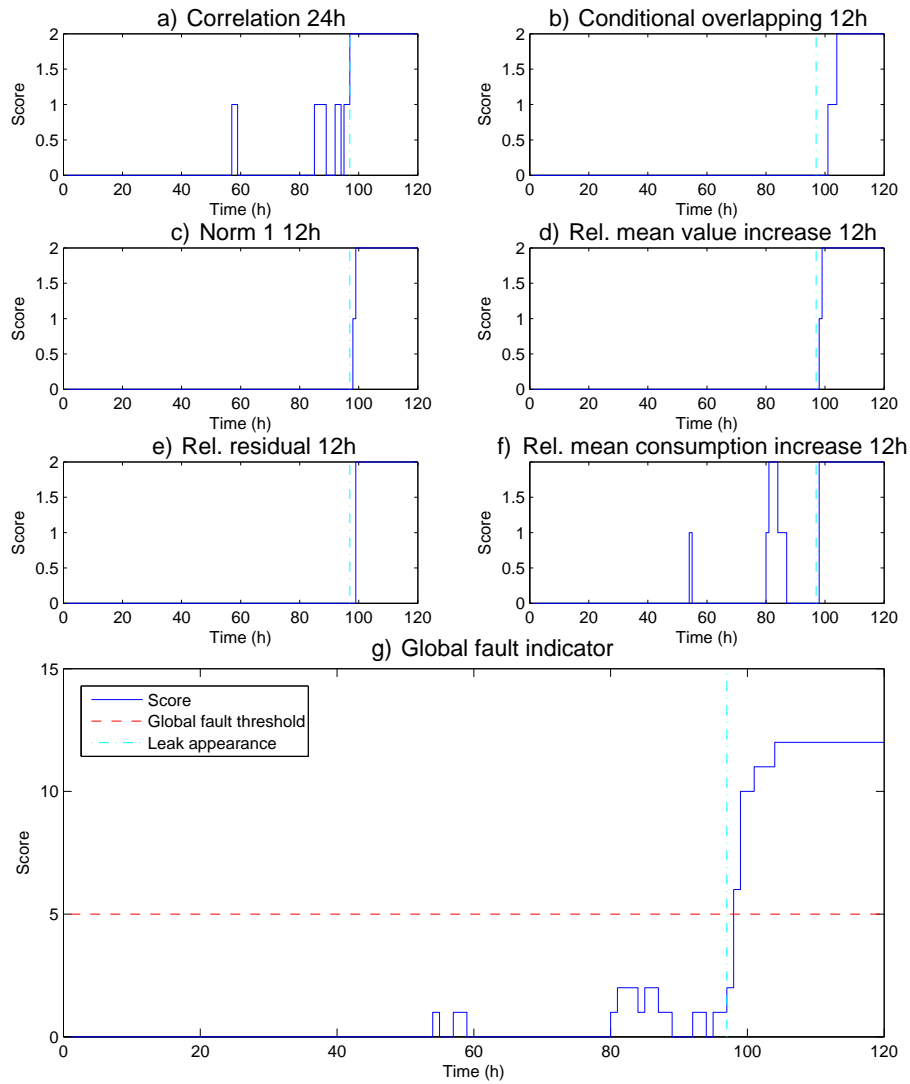 a) Correlation 24h
b) Conditional overlapping 12h
2
1.5
1
0.5
0
Score
0 20 40 60 80 100 120
Time (h)
2
1.5
1
0.5
0
Score
0 20 40 60 80 100 120
Time (h)
c) Norm 1 12h
d) Rel. mean value increase 12h
2
1.5
1
0.5
0
Score
0 20 40 60 80 100 120
Time (h)
2
1.5
1
0.5
0
Score
0 20 40 60 80 100 120
Time (h)
e) Rel. residual 12h
f) Rel. mean consumption increase 12h
2
1.5
1
0.5
0
Score
0 20 40 60 80 100 120
Time (h)
2
1.5
1
0.5
0
Score
0 20 40 60 80 100 120
Time (h)
g) Global fault indicator
15
10
5
0
Score
Score
Global fault threshold
Leak appearance
0 20 40 60 80 100 120
Time (h)